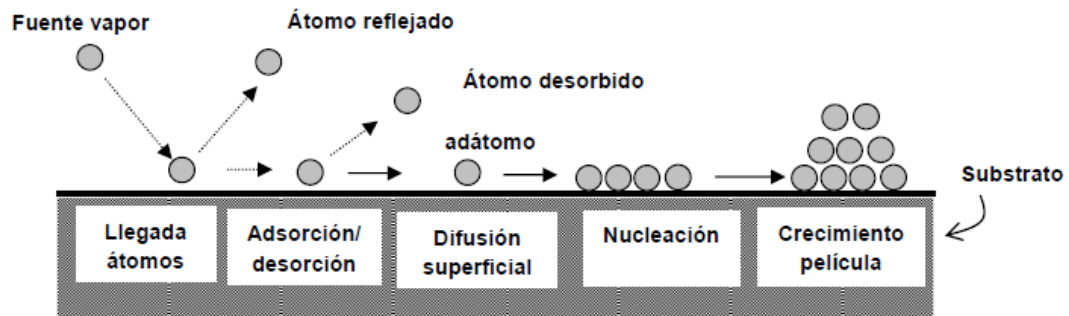 Fuente vapor
Átomo reflejado
Átomo desorbido
adátomo
Substrato
Llegada
átomos
Adsorción/
desorción
Difusión
superficial
Nucleación
Crecimiento
película